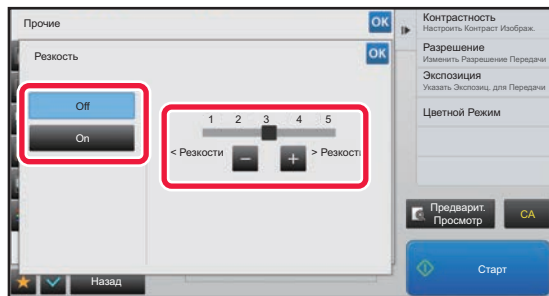 Прочие
OK
Резкость
OK
Off
On
1 2 3 4 5
< Резкости
−
+
> Резкости
Назад
Контрастность
Настроить Контраст Изображ.
Разрешение
Изменить Разрешение Передачи
Экспозиция
Указать Экспозиц. для Передачи
Цветной Режим
Предварит.
Просмотр
CA
Старт